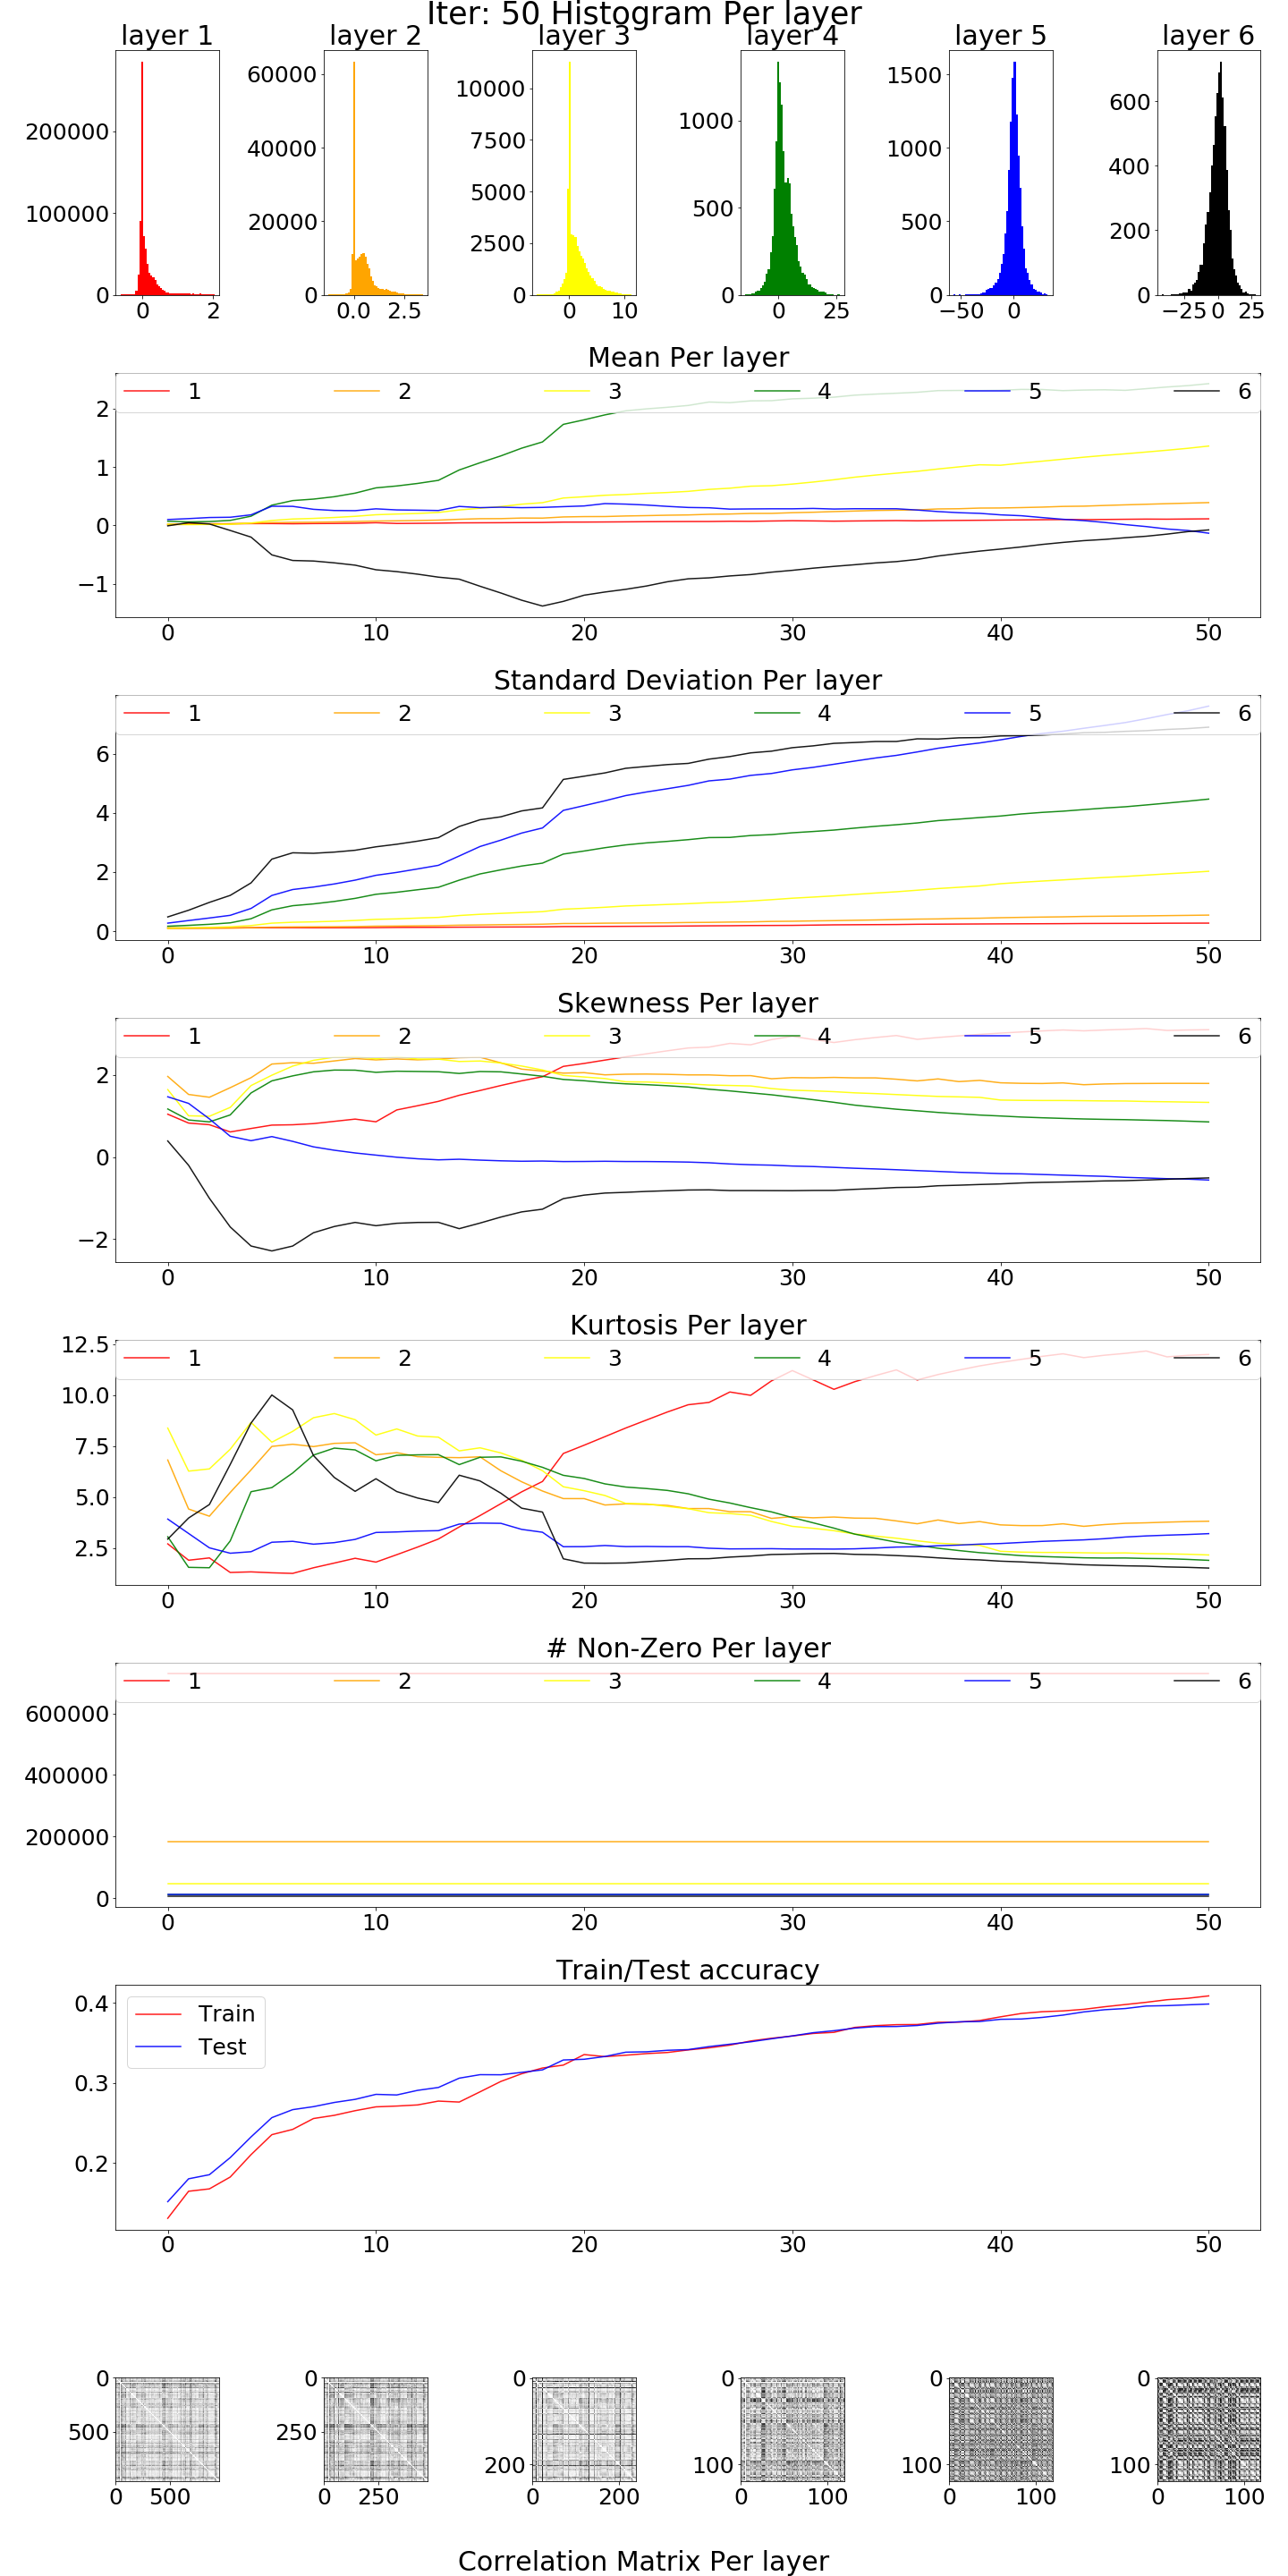 Iter: 50 Histogram Per layer
layer 1 layer 2 layer 3 layer 4 layer 5 layer 6
200000 100000 0 0 2
60000 40000 20000 0 0.0 2.5
10000 7500 5000 2500 0 0 10
1000 500 0 0 25
1500 1000 500 0 −50 0
600 400 200 0 −25 0 25
Mean Per layer
1 2 3 4 5 6
2
1
0
−1
0 10 20 30 40 50
Standard Deviation Per layer
1 2 3 4 5 6
6
4
2
0
0 10 20 30 40 50
Skewness Per layer
1 2 3 4 5 6
2
0
−2
0 10 20 30 40 50
Kurtosis Per layer
12.5
1 2 3 4 5 6
10.0
7.5
5.0
2.5
0 10 20 30 40 50
# Non-Zero Per layer
1 2 3 4 5 6
600000
400000
200000
0
0 10 20 30 40 50
Train/Test accuracy
0.4
Train
Test
0.3
0.2
0 10 20 30 40 50
0 500 0 500
0 250 0 250
0 200 0 200
0 100 0 100
0 100 0 100
0 100 0 100
Correlation Matrix Per layer